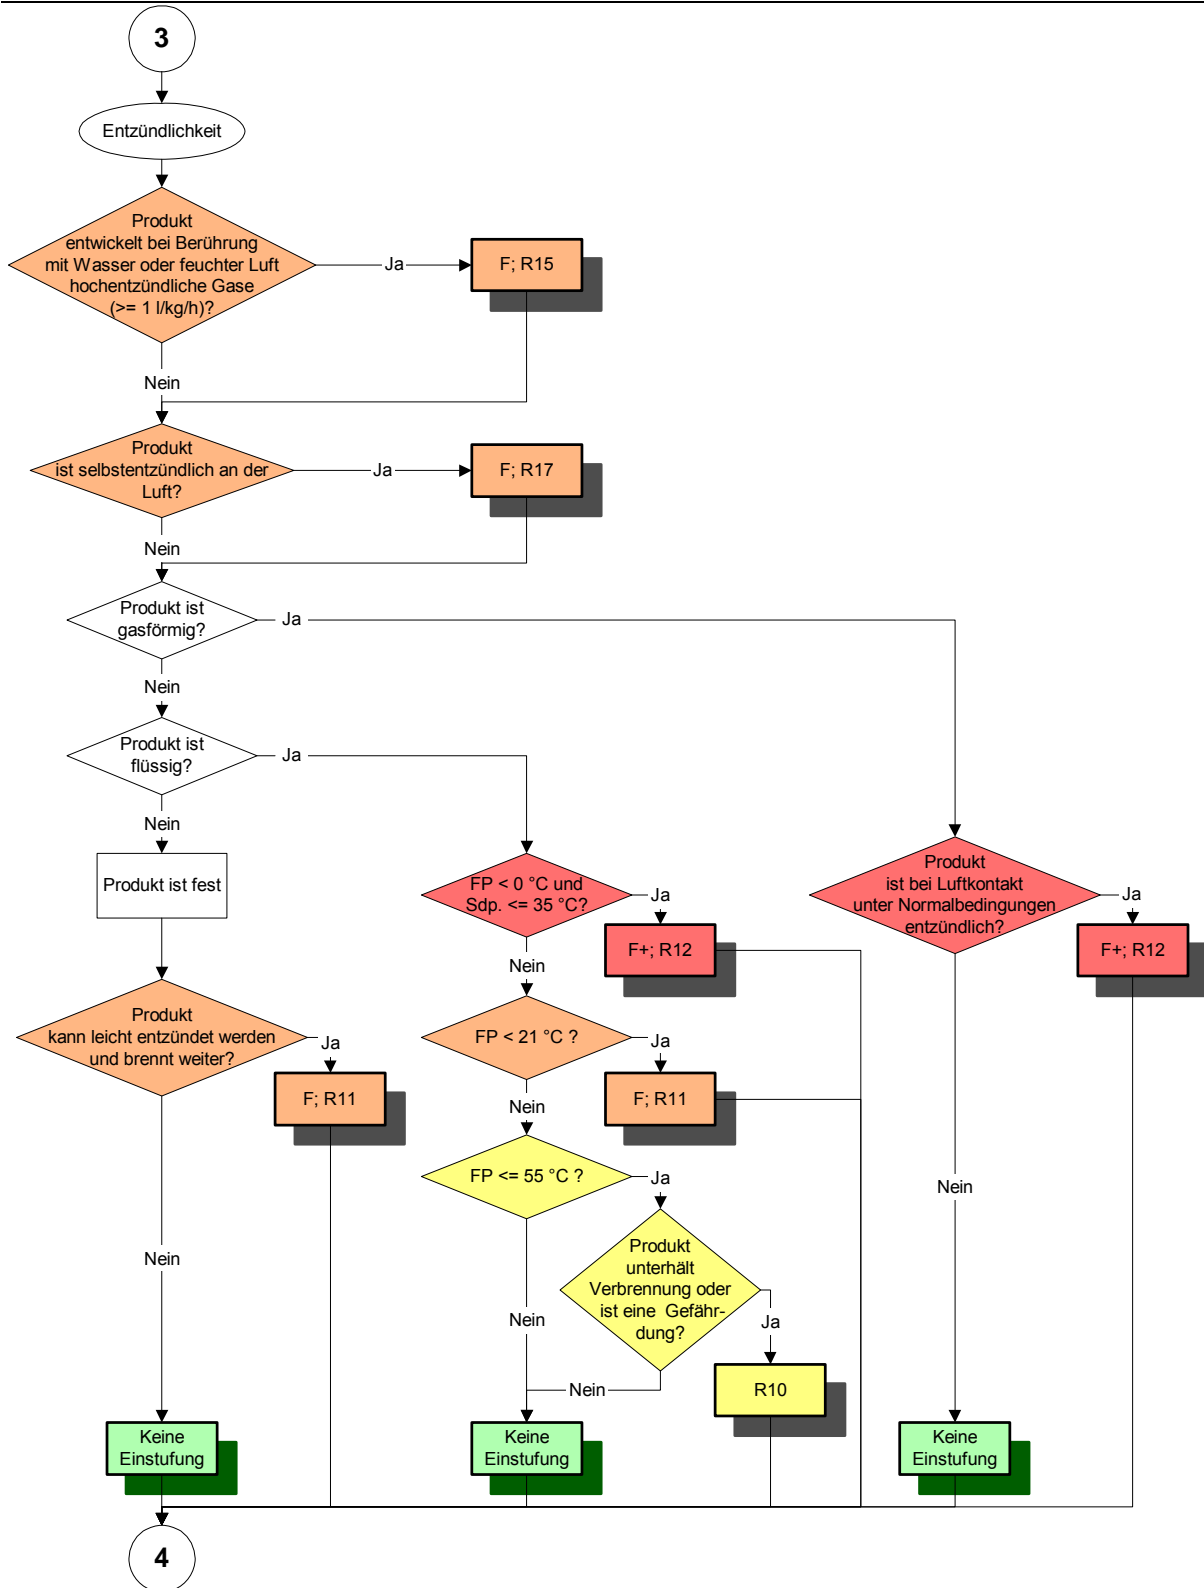 3
Entzündlichkeit
Produkt
entwickelt bei Berührung
mit Wasser oder feuchter Luft
hochentzündliche Gase
(>= 1 l/kg/h)?
Ja
F; R15
Nein
Produkt
ist selbstentzündlich an der
Luft?
Ja
F; R17
Nein
Produkt ist
gasförmig?
Ja
Nein
Produkt ist
flüssig?
Ja
Nein
Produkt ist fest
FP < 0 °C und
Sdp. <= 35 °C?
Ja
F+; R12
Produkt
ist bei Luftkontakt
unter Normalbedingungen
entzündlich?
Ja
F+; R12
Nein
Produkt
kann leicht entzündet werden
und brennt weiter?
Ja
F; R11
FP < 21 °C ?
Ja
F; R11
Nein
FP <= 55 °C ?
Ja
Nein
Produkt
unterhält
Verbrennung oder
ist eine Gefähr-
dung?
Nein
Nein
Ja
R10
Nein
Keine
Einstufung
Keine
Einstufung
Keine
Einstufung
4